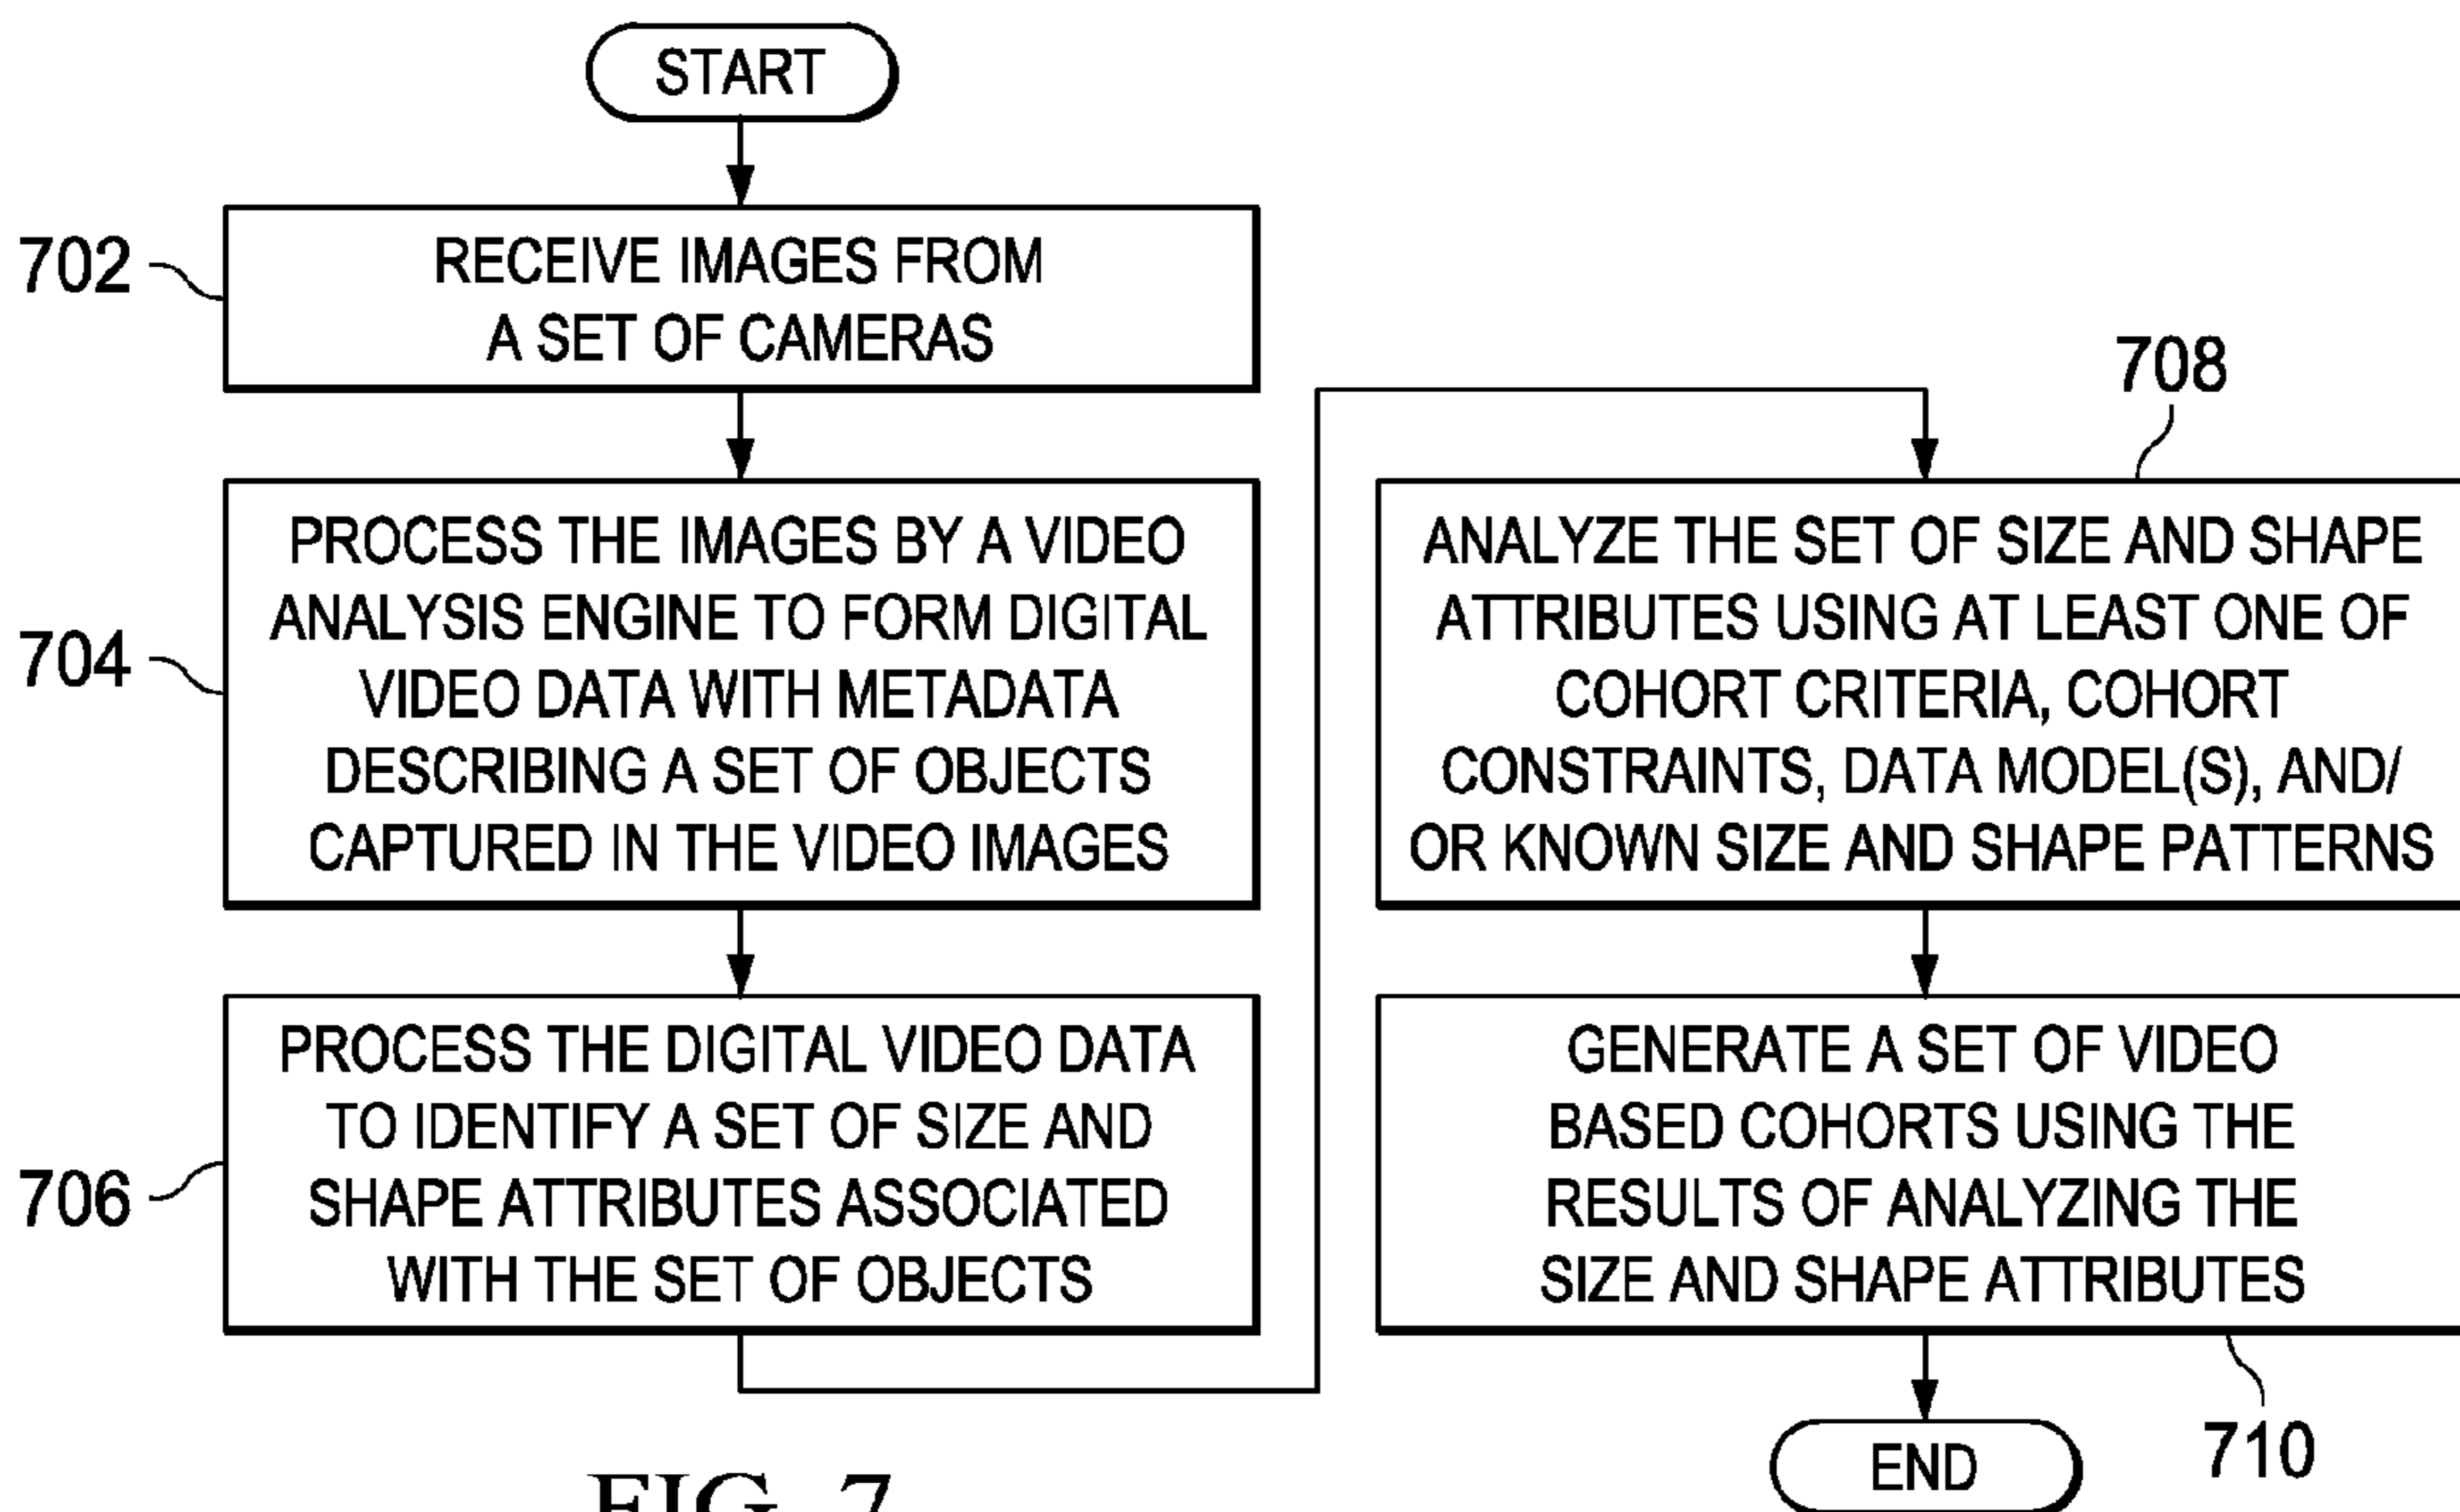 START
702
RECEIVE IMAGES FROM
A SET OF CAMERAS
704
PROCESS THE IMAGES BY A VIDEO
ANALYSIS ENGINE TO FORM DIGITAL
VIDEO DATA WITH METADATA
DESCRIBING A SET OF OBJECTS
CAPTURED IN THE VIDEO IMAGES
706
PROCESS THE DIGITAL VIDEO DATA
TO IDENTIFY A SET OF SIZE AND
SHAPE ATTRIBUTES ASSOCIATED
WITH THE SET OF OBJECTS
708
ANALYZE THE SET OF SIZE AND SHAPE
ATTRIBUTES USING AT LEAST ONE OF
COHORT CRITERIA, COHORT
CONSTRAINTS, DATA MODEL(S), AND/
OR KNOWN SIZE AND SHAPE PATTERNS
GENERATE A SET OF VIDEO
BASED COHORTS USING THE
RESULTS OF ANALYZING THE
SIZE AND SHAPE ATTRIBUTES
710
END
FIG. 7